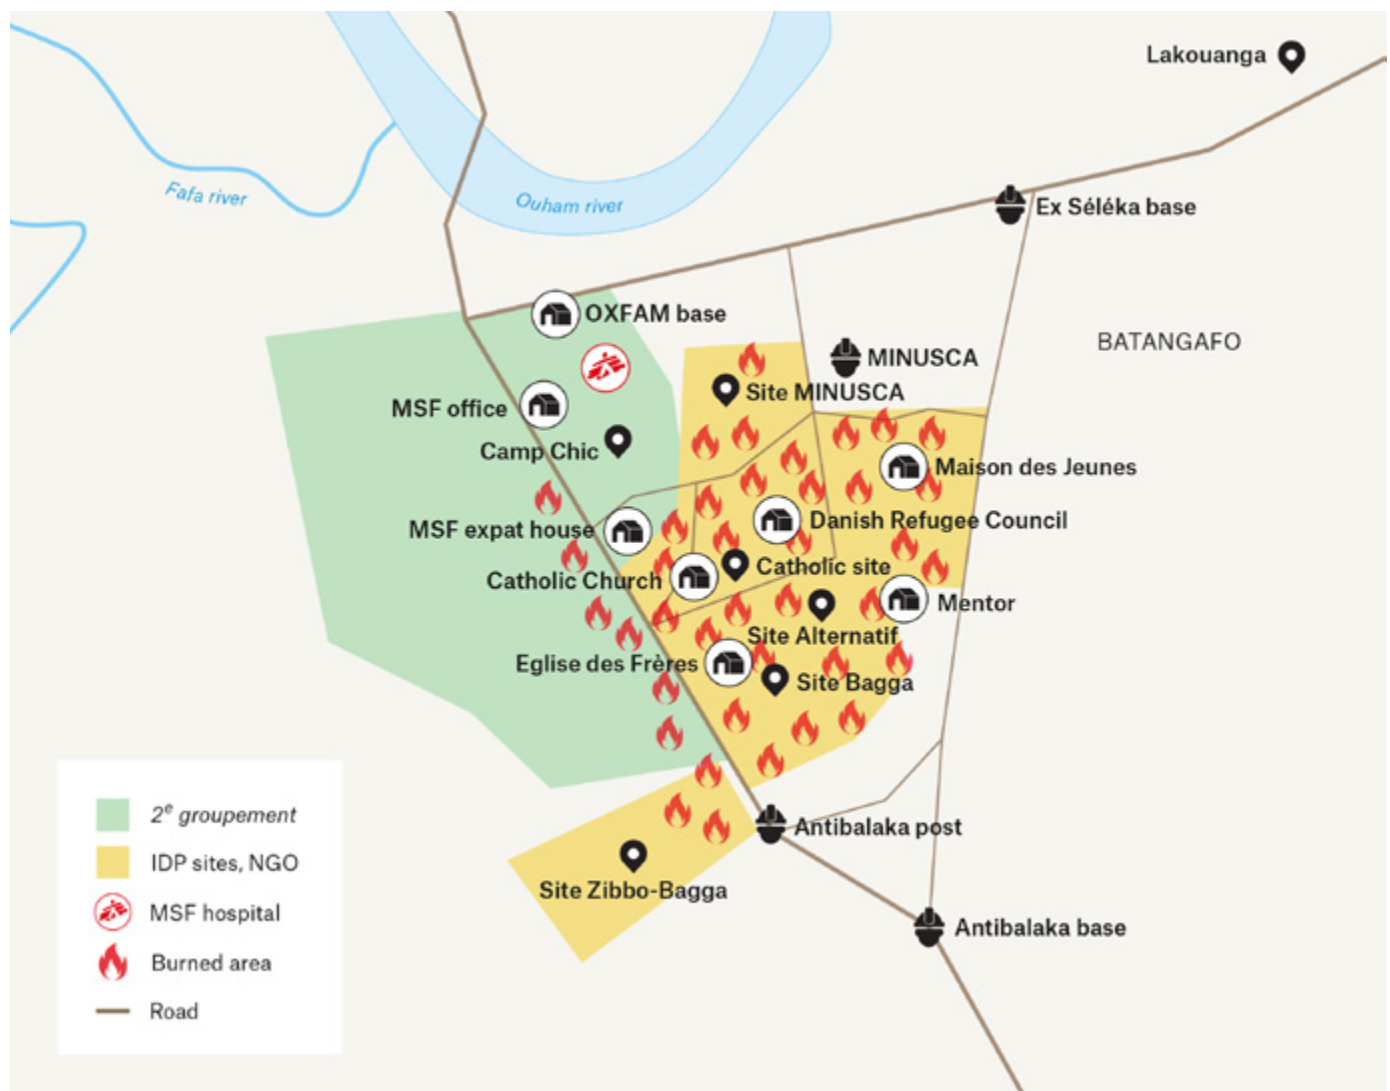 Lakouanga
Fafa river
Ouham river
Ex Séléka base
OXFAM base
BATANGAFO
MINUSCA
Site MINUSCA
MSF office
Camp Chic
Maison des Jeunes
MSF expat house
Danish Refugee Council
Catholic site
Catholic Church
Mentor
Site Alternatif
Eglise des Frères
Site Bagga
Antibalaka post
Site Zibbo-Bagga
Antibalaka base
2e groupement
IDP sites, NGO
MSF hospital
Burned area
Road